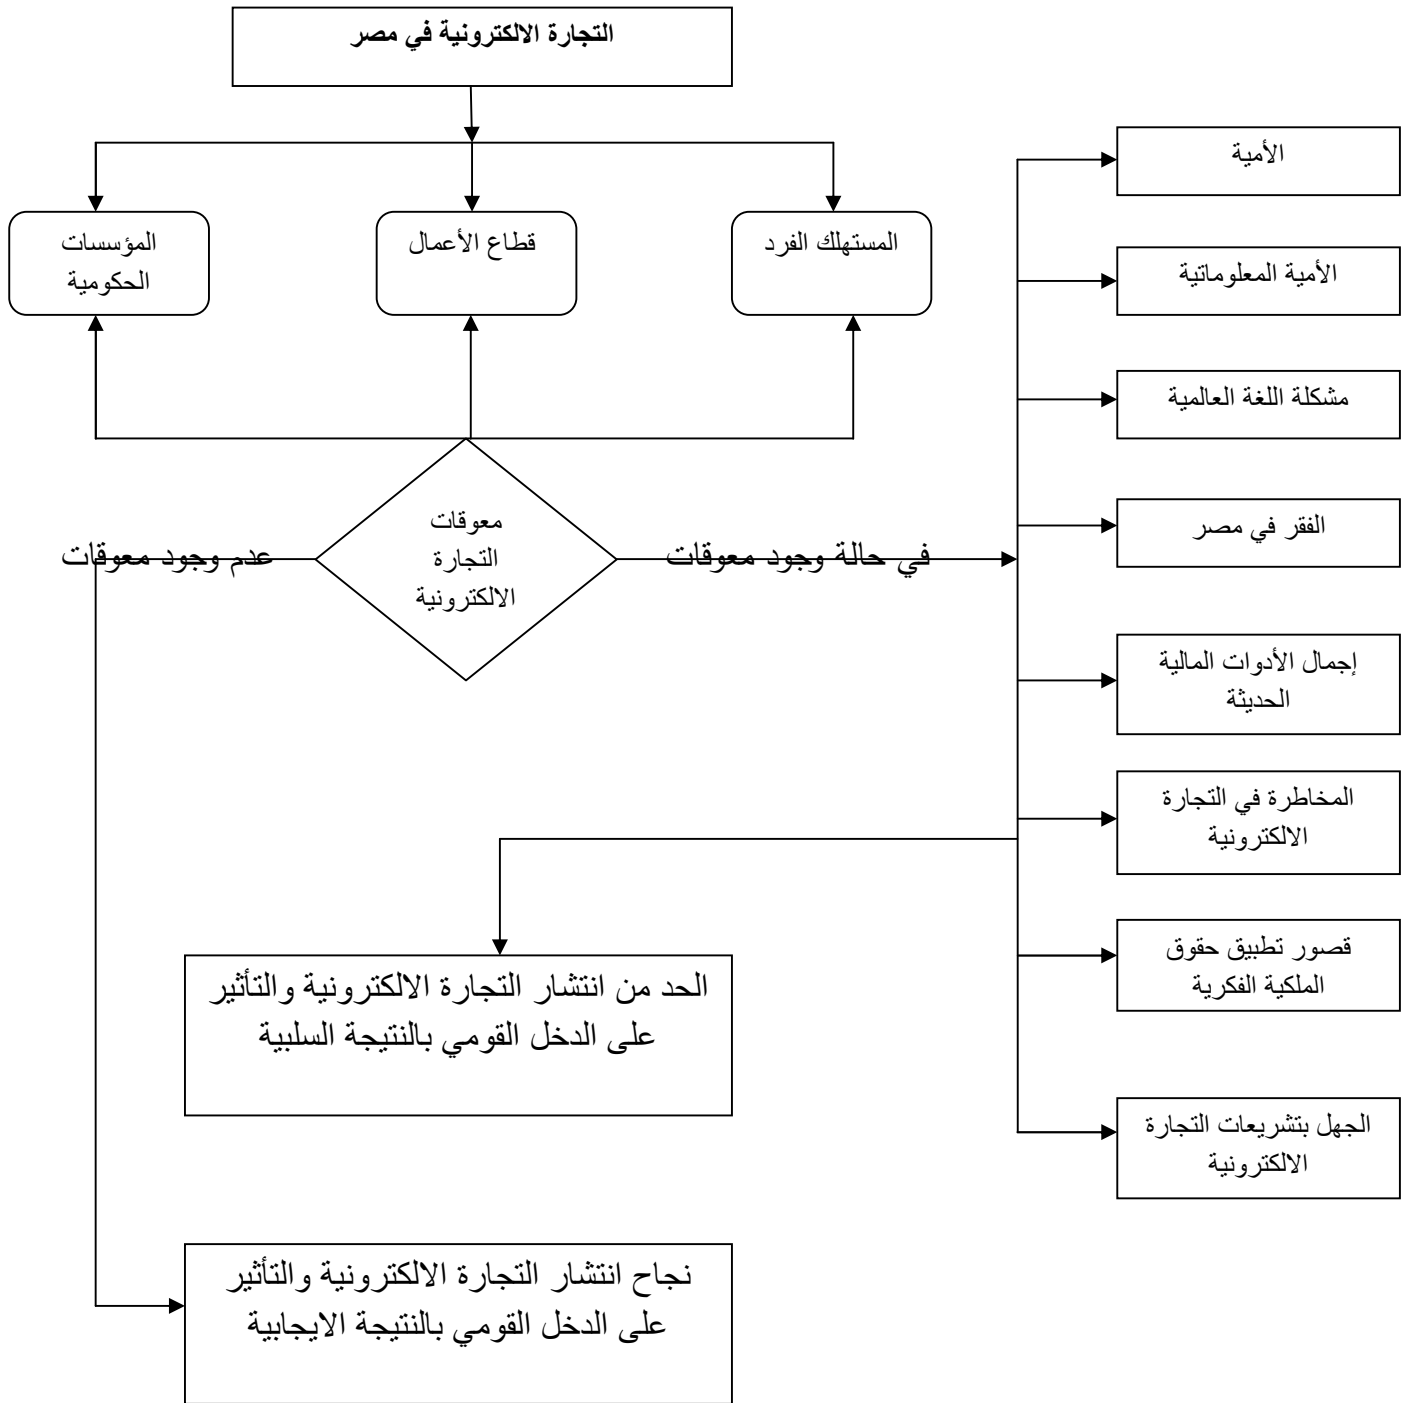 التجارة الالكترونية في مصر
المستهلك الفرد
قطاع الأعمال
المؤسسات
الحكومية
معوقات
التجارة
الالكترونية
في حالة وجود معوقات
عدم وجود معوقات
الأمية
الأمية المعلوماتية
مشكلة اللغة العالمية
الفقر في مصر
إجمال الأدوات المالية
الحديثة
المخاطرة في التجارة
الالكترونية
قصور تطبيق حقوق
الملكية الفكرية
الجهل بتشريعات التجارة
الالكترونية
الحد من انتشار التجارة الالكترونية والتأثير
على الدخل القومي بالنتيجة السلبية
نجاح انتشار التجارة الالكترونية والتأثير
على الدخل القومي بالنتيجة الايجابية